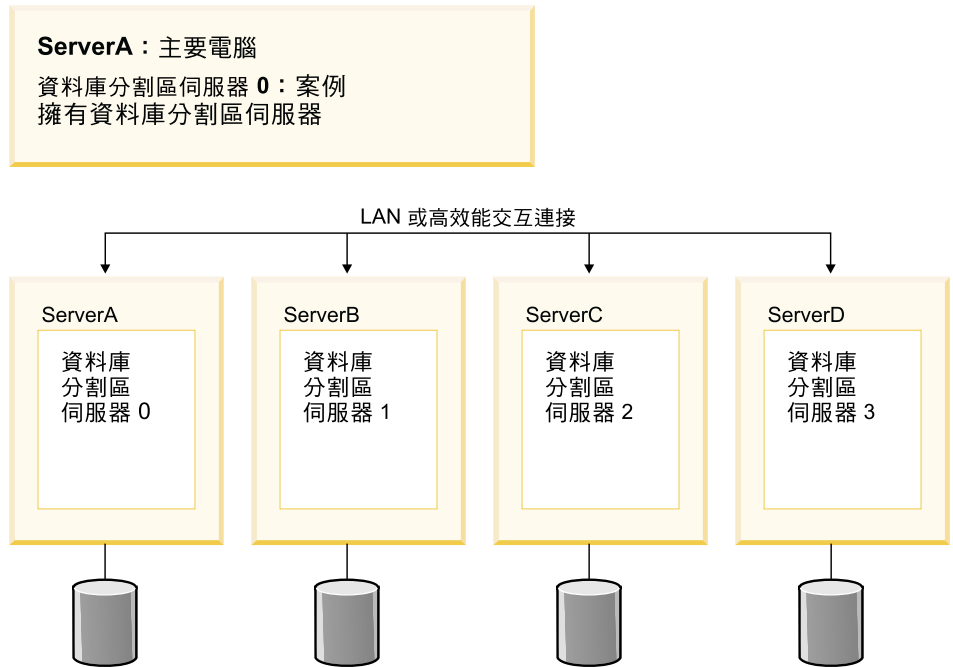 ServerA：主要電腦
資料庫分割區伺服器 0：案例
擁有資料庫分割區伺服器
LAN 或高效能交互連接
ServerA
資料庫
分割區
伺服器 0
ServerB
資料庫
分割區
伺服器 1
ServerC
資料庫
分割區
伺服器 2
ServerD
資料庫
分割區
伺服器 3